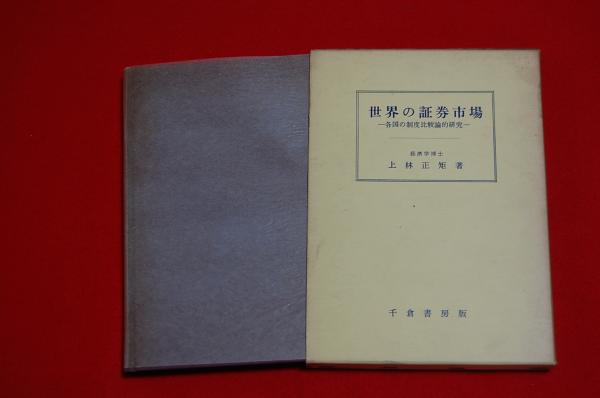 世界の証券市場
―各国の制度比較論的研究―
経済学博士
上林正矩著
千倉書房版